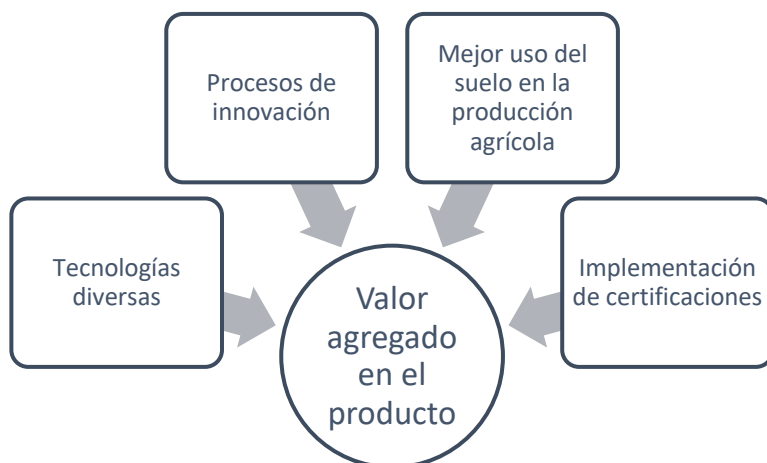 Procesos de
innovación
Mejor uso del
suelo en la
producción
agrícola
Tecnologías
diversas
Implementación
de certificaciones
Valor
agregado
en el
producto